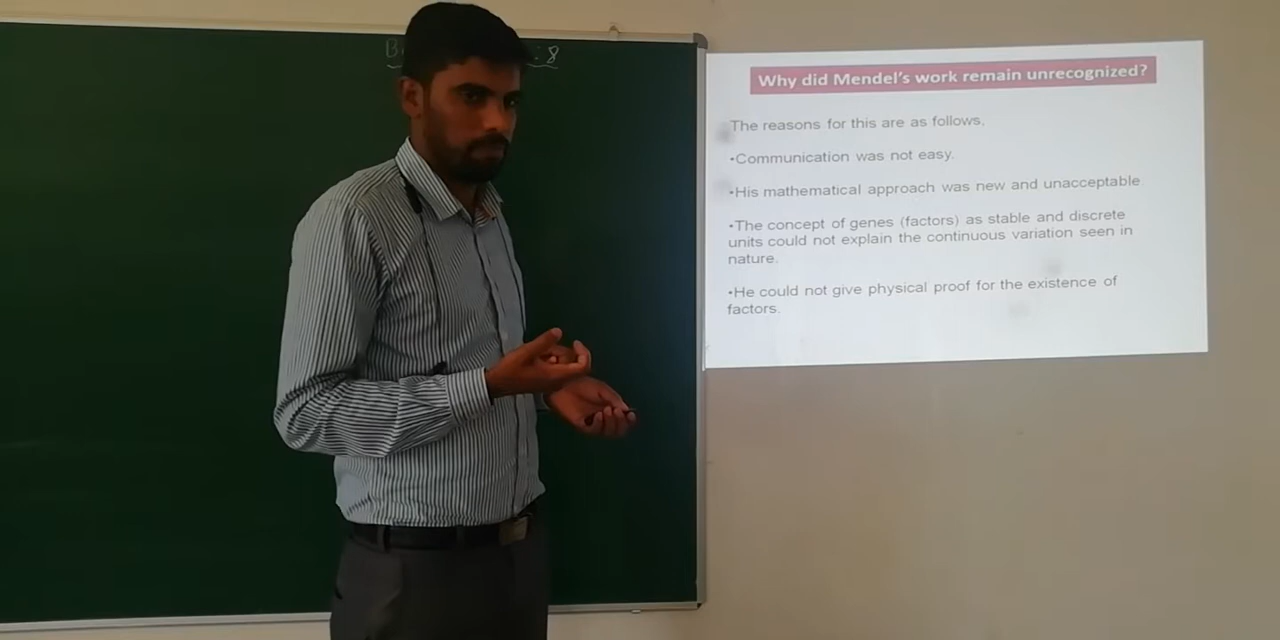 : 8
Why did Mendel's work remain unrecognized?
The reasons for this are as follows,
•Communication was not easy.
•His mathematical approach was new and unacceptable
•The concept of genes (factors) as stable and discrete
units could not explain the continuous variation seen in
nature.
•He could not give physical proof for the existence of
factors.